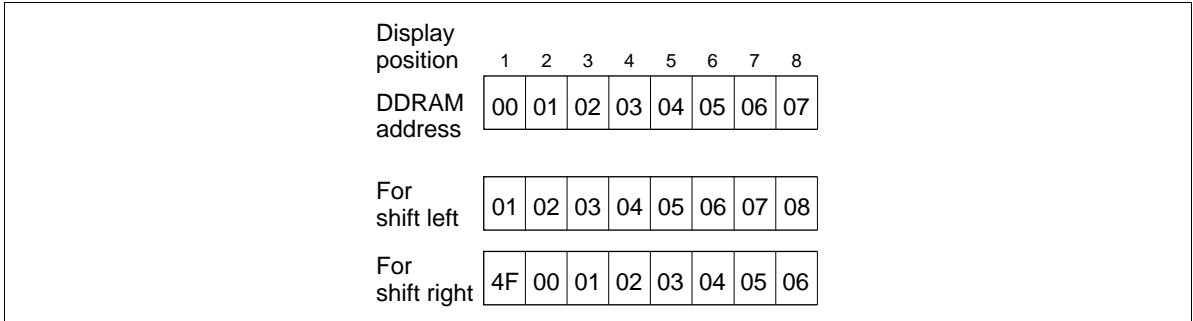 Display
position 1 2 3 4 5 6 7 8
DDRAM
address 00 01 02 03 04 05 06 07
For
shift left 01 02 03 04 05 06 07 08
For
shift right 4F 00 01 02 03 04 05 06